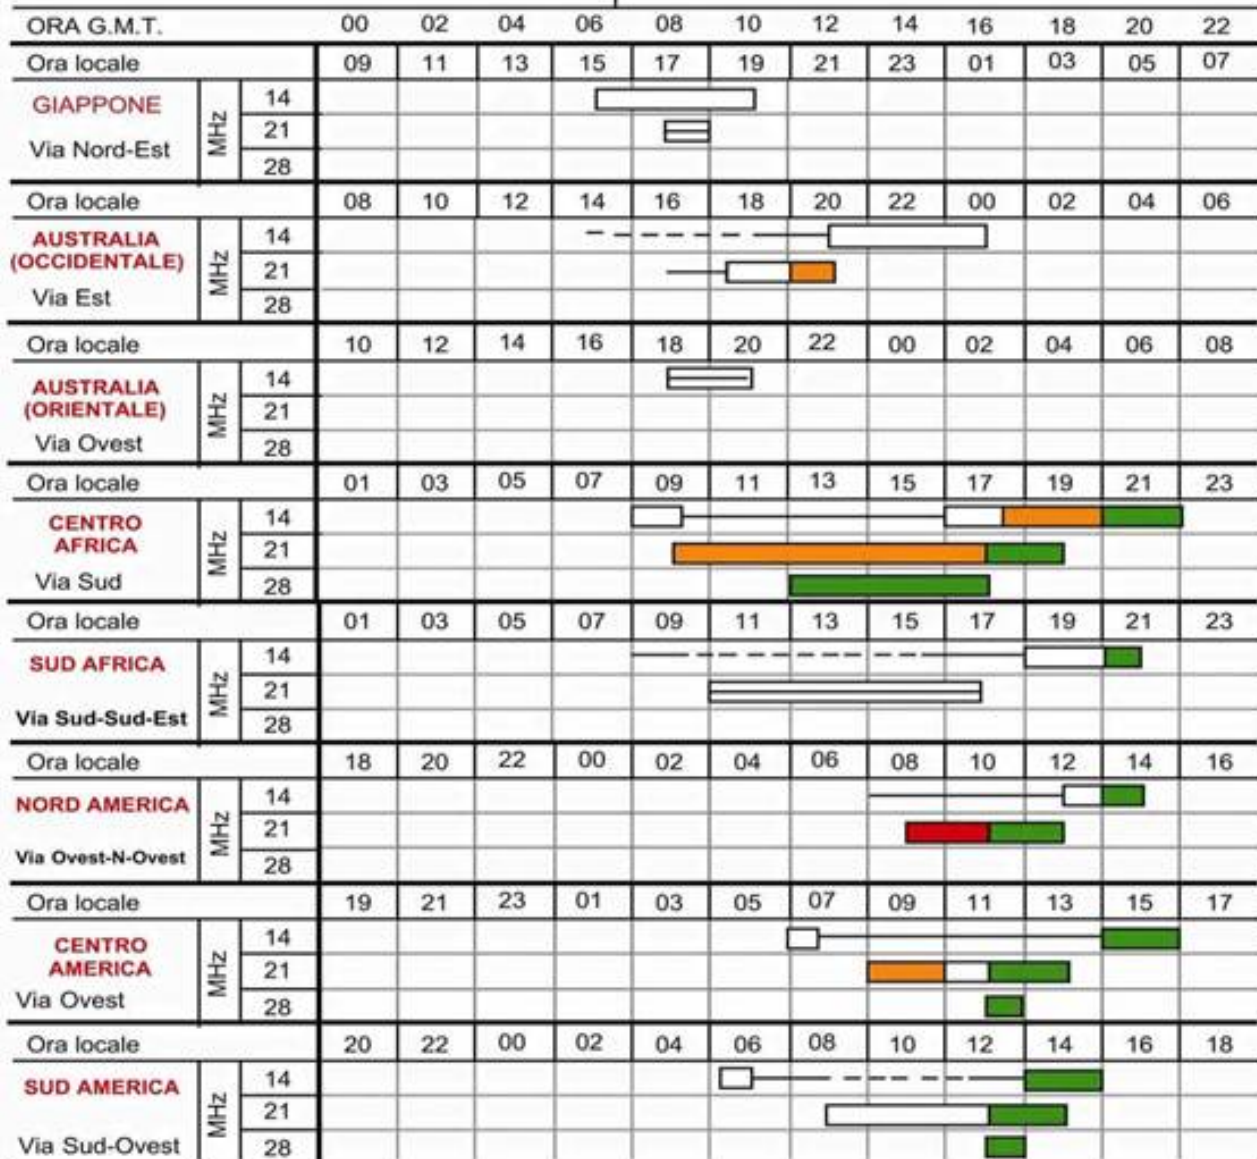 ORA G.M.T. 00 02 04 06 08 10 12 14 16 18 20 22
Ora locale 09 11 13 15 17 19 21 23 01 03 05 07
GIAPPONE
Via Nord-Est
MHz
14
21
28
Ora locale 08 10 12 14 16 18 20 22 00 02 04 06
AUSTRALIA
(OCCIDENTALE)
Via Est
MHz
14
21
28
Ora locale 10 12 14 16 18 20 22 00 02 04 06 08
AUSTRALIA
(ORIENTALE)
Via Ovest
MHz
14
21
28
Ora locale 01 03 05 07 09 11 13 15 17 19 21 23
CENTRO
AFRICA
Via Sud
MHz
14
21
28
Ora locale 01 03 05 07 09 11 13 15 17 19 21 23
SUD AFRICA
Via Sud-Sud-Est
MHz
14
21
28
Ora locale 18 20 22 00 02 04 06 08 10 12 14 16
NORD AMERICA
Via Ovest-N-Ovest
MHz
14
21
28
Ora locale 19 21 23 01 03 05 07 09 11 13 15 17
CENTRO
AMERICA
Via Ovest
MHz
14
21
28
Ora locale 20 22 00 02 04 06 08 10 12 14 16 18
SUD AMERICA
Via Sud-Ovest
MHz
14
21
28